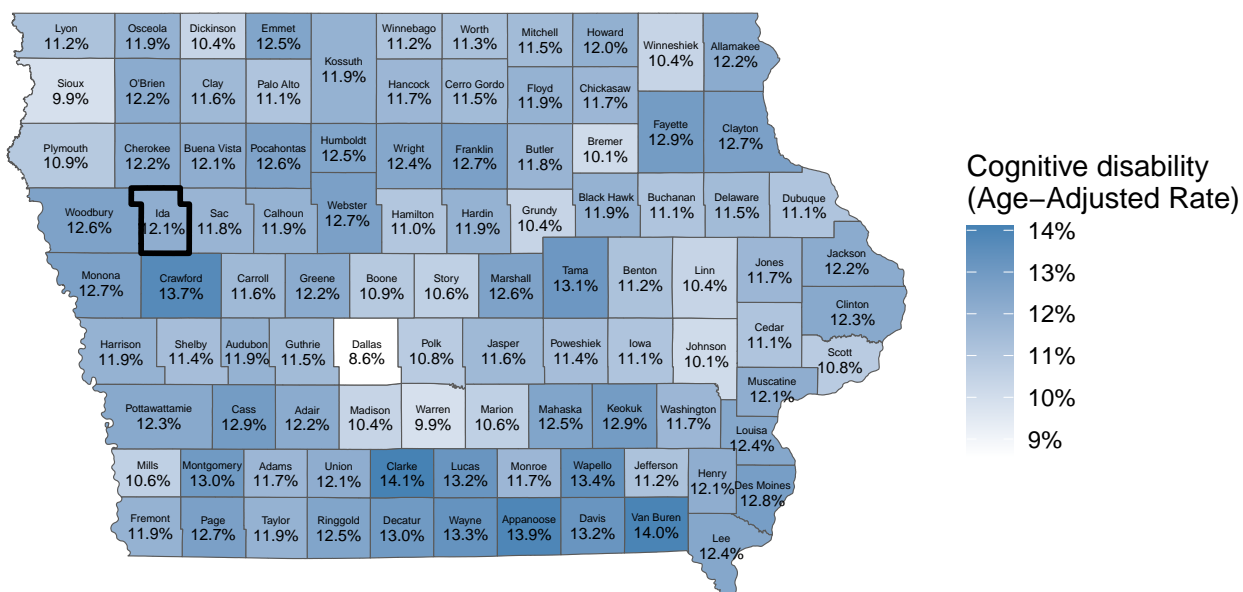 Lyon
11.2%
Osceola
11.9%
Dickinson
10.4%
Emmet
12.5%
Kossuth
11.9%
Winnebago
11.2%
Worth
11.3%
Mitchell
11.5%
Howard
12.0%
Winneshiek
10.4%
Allamakee
12.2%
Sioux
9.9%
O'Brien
12.2%
Clay
11.6%
Palo Alto
11.1%
Hancock
11.7%
Cerro Gordo
11.5%
Floyd
11.9%
Chickasaw
11.7%
Fayette
12.9%
Clayton
12.7%
Plymouth
10.9%
Cherokee
12.2%
Buena Vista
12.1%
Pocahontas
12.6%
Humboldt
12.5%
Wright
12.4%
Franklin
12.7%
Butler
11.8%
Bremer
10.1%
Woodbury
12.6%
Ida
12.1%
Sac
11.8%
Calhoun
11.9%
Webster
12.7%
Hamilton
11.0%
Hardin
11.9%
Grundy
10.4%
Black Hawk
11.9%
Buchanan
11.1%
Delaware
11.5%
Dubuque
11.1%
Monona
12.7%
Crawford
13.7%
Carroll
11.6%
Greene
12.2%
Boone
10.9%
Story
10.6%
Marshall
12.6%
Tama
13.1%
Benton
11.2%
Linn
10.4%
Jones
11.7%
Jackson
12.2%
Clinton
12.3%
Harrison
11.9%
Shelby
11.4%
Audubon
11.9%
Guthrie
11.5%
Dallas
8.6%
Polk
10.8%
Jasper
11.6%
Poweshiek
11.4%
Iowa
11.1%
Johnson
10.1%
Cedar
11.1%
Scott
10.8%
Muscatine
12.1%
Pottawattamie
12.3%
Cass
12.9%
Adair
12.2%
Madison
10.4%
Warren
9.9%
Marion
10.6%
Mahaska
12.5%
Keokuk
12.9%
Washington
11.7%
Louisa
12.4%
Mills
10.6%
Montgomery
13.0%
Adams
11.7%
Union
12.1%
Clarke
14.1%
Lucas
13.2%
Monroe
11.7%
Wapello
13.4%
Jefferson
11.2%
Henry
12.1%
Des Moines
12.8%
Fremont
11.9%
Page
12.7%
Taylor
11.9%
Ringgold
12.5%
Decatur
13.0%
Wayne
13.3%
Appanoose
13.9%
Davis
13.2%
Van Buren
14.0%
Lee
12.4%
Cognitive disability
(Age−Adjusted Rate)
14%
13%
12%
11%
10%
9%